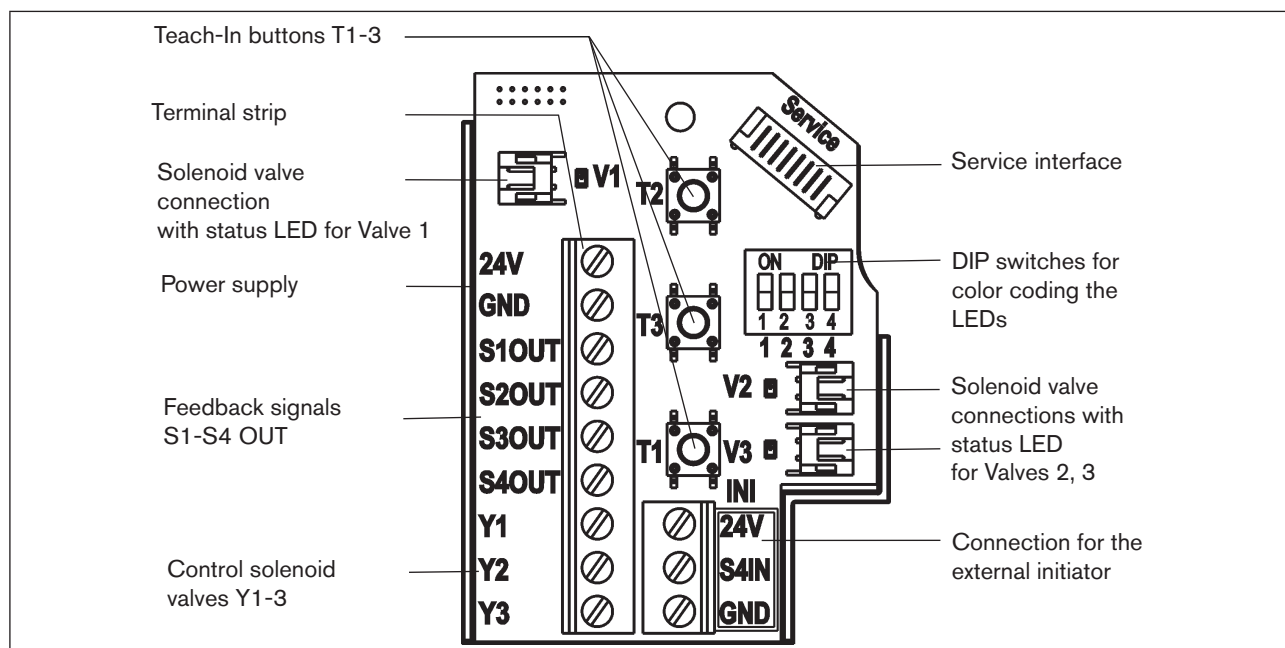 Teach-In buttons T1-3
Terminal strip
Solenoid valve
connection
with status LED for Valve 1
Power supply
Feedback signals
S1-S4 OUT
Control solenoid
valves Y1-3
Service
V1
T2
24V
GND
S1OUT
S2OUT
S3OUT
S4OUT
Y1
Y2
Y3
T3
T1
ON DIP
1 2 3 4
1 2 3 4
V2
V3
INI
24V
S4IN
GND
Service interface
DIP switches for
color coding the
LEDs
Solenoid valve
connections with
status LED
for Valves 2, 3
Connection for the
external initiator